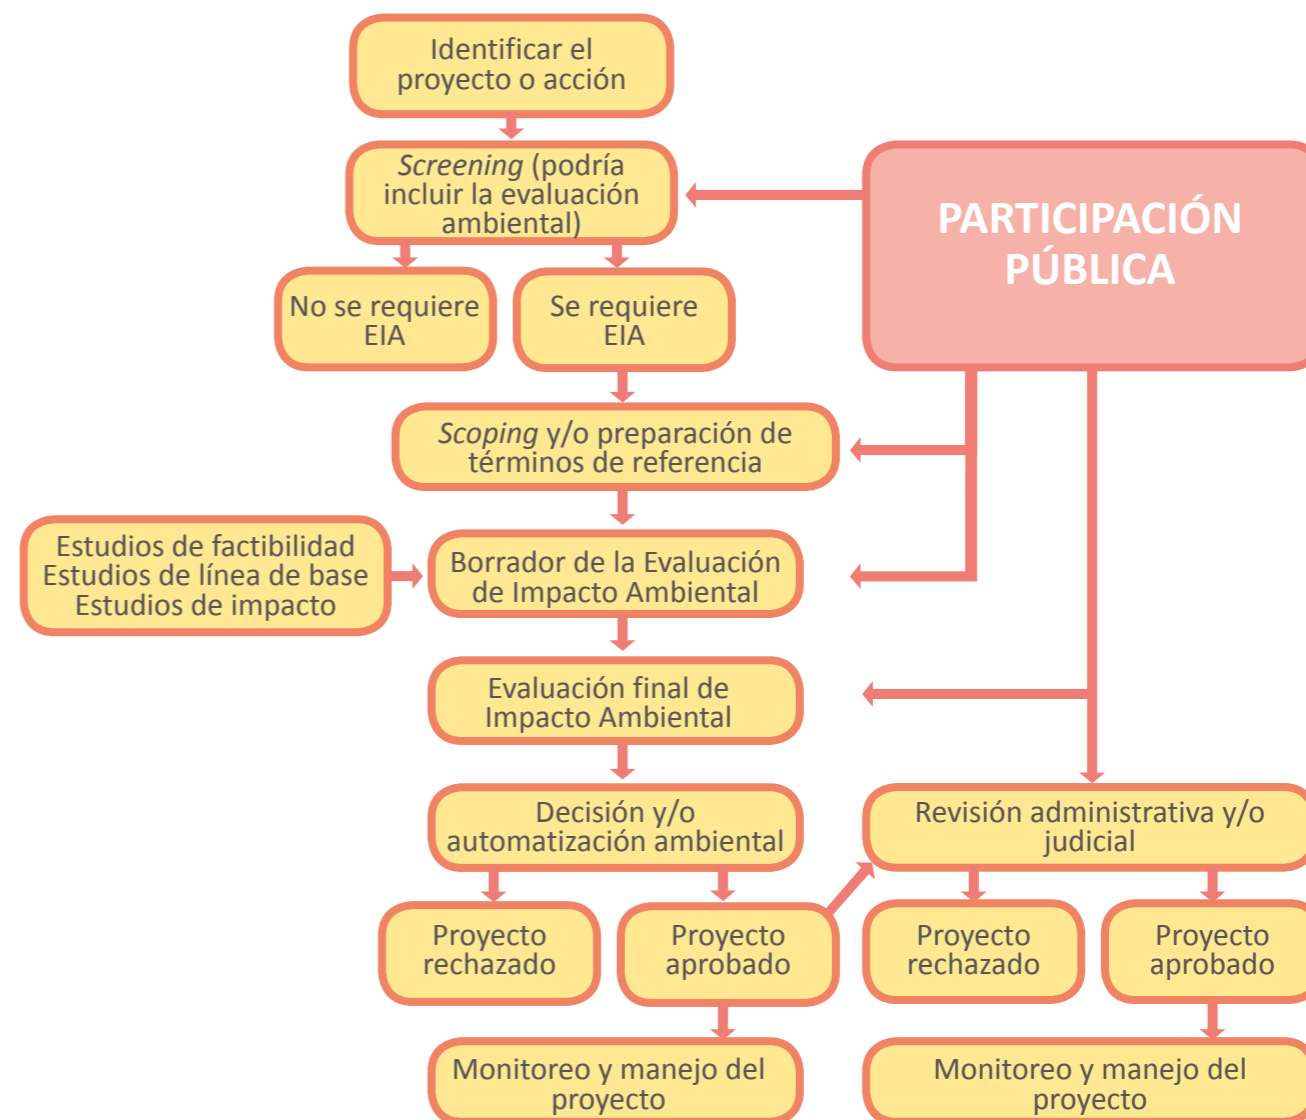 Identificar el
proyecto o acción
Screening (podría
incluir la evaluación
ambiental)
PARTICIPACIÓN
PÚBLICA
No se requiere
EIA
Se requiere
EIA
Scoping y/o preparación de
términos de referencia
Estudios de factibilidad
Estudios de línea de base
Estudios de impacto
Borrador de la Evaluación
de Impacto Ambiental
Evaluación final de
Impacto Ambiental
Decisión y/o
automatización ambiental
Revisión administrativa y/o
judicial
Proyecto
rechazado
Proyecto
aprobado
Proyecto
rechazado
Proyecto
aprobado
Monitoreo y manejo del
proyecto
Monitoreo y manejo del
proyecto